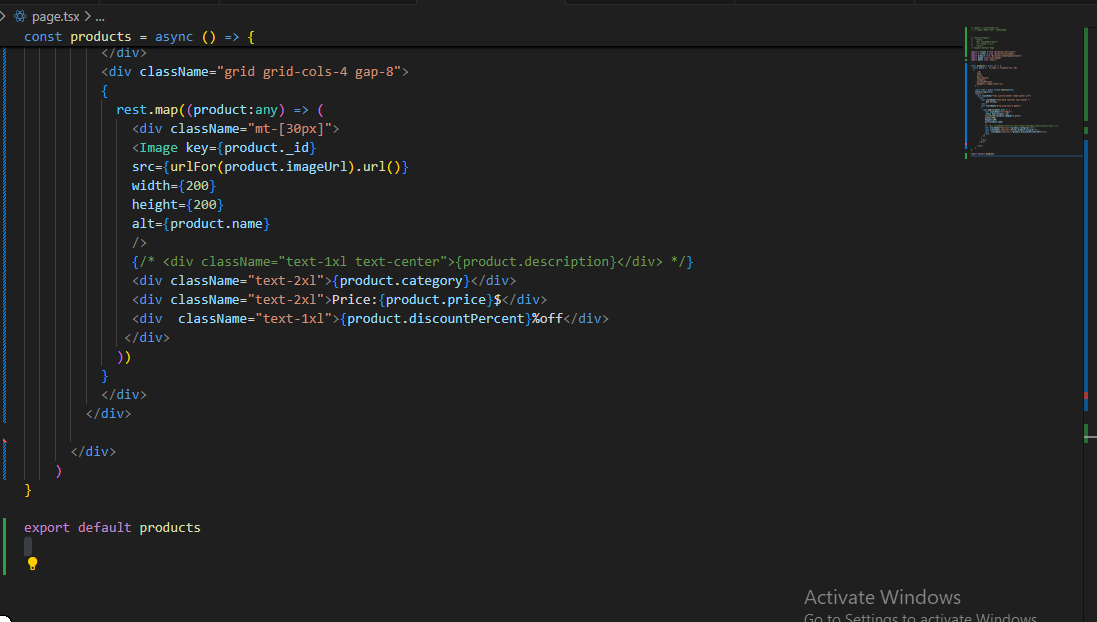 page.tsx > ...
const products = async () => {
</div>
<div className="grid grid-cols-4 gap-8">
{
rest.map((product:any) => (
<div className="mt-[30px]">
<Image key={product._id}
src={urlFor(product.imageUrl).url()}
width={200}
height={200}
alt={product.name}
/>
{/* <div className="text-1xl text-center">{product.description}</div> */}
<div className="text-2xl">{product.category}</div>
<div className="text-2xl">Price:{product.price}$</div>
<div  className="text-1xl">{product.discountPercent}%off</div>
</div>
))
}
</div>
</div>
</div>
)
}
export default products
Activate Windows
Go to Settings to activate Windows.